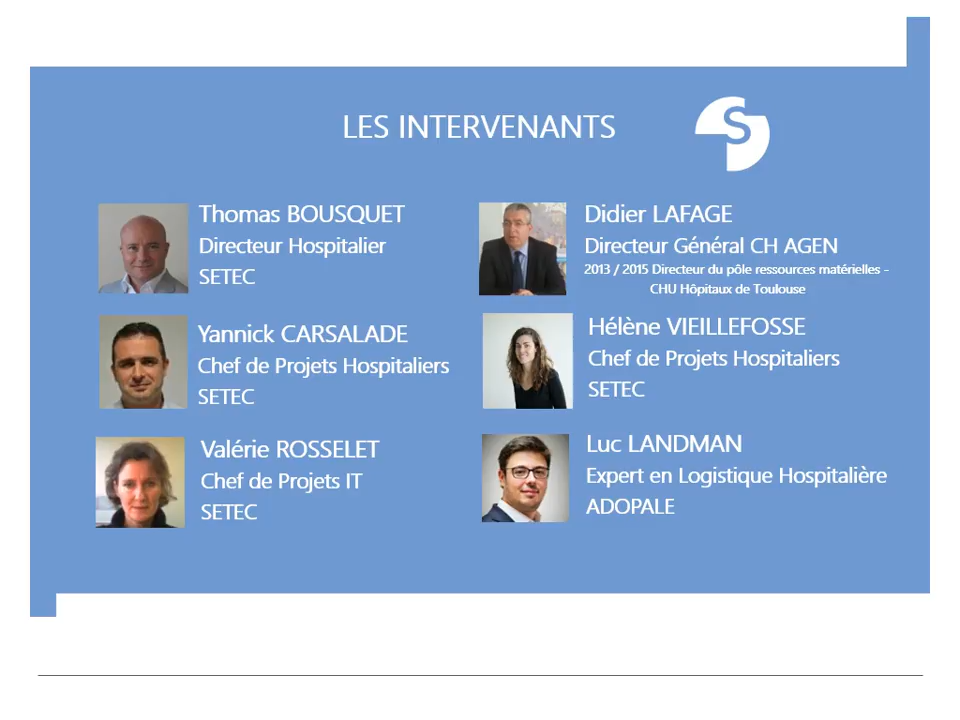 LES INTERVENANTS
S
Thomas BOUSQUET
Directeur Hospitalier
SETEC
Didier LAFAGE
Directeur Général CH AGEN
2013 / 2015 Directeur du pôle ressources matérielles -
CHU Hôpitaux de Toulouse
Yannick CARSALADE
Chef de Projets Hospitaliers
SETEC
Hélène VIEILLEFOSSE
Chef de Projets Hospitaliers
SETEC
Valérie ROSSELET
Chef de Projets IT
SETEC
Luc LANDMAN
Expert en Logistique Hospitalière
ADOPALE